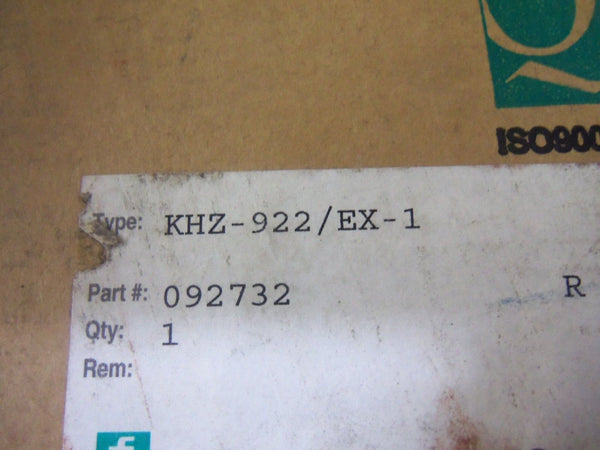 ISO900
Type: KHZ-922/EX-1
Part #: 092732
R
Qty: 1
Rem: